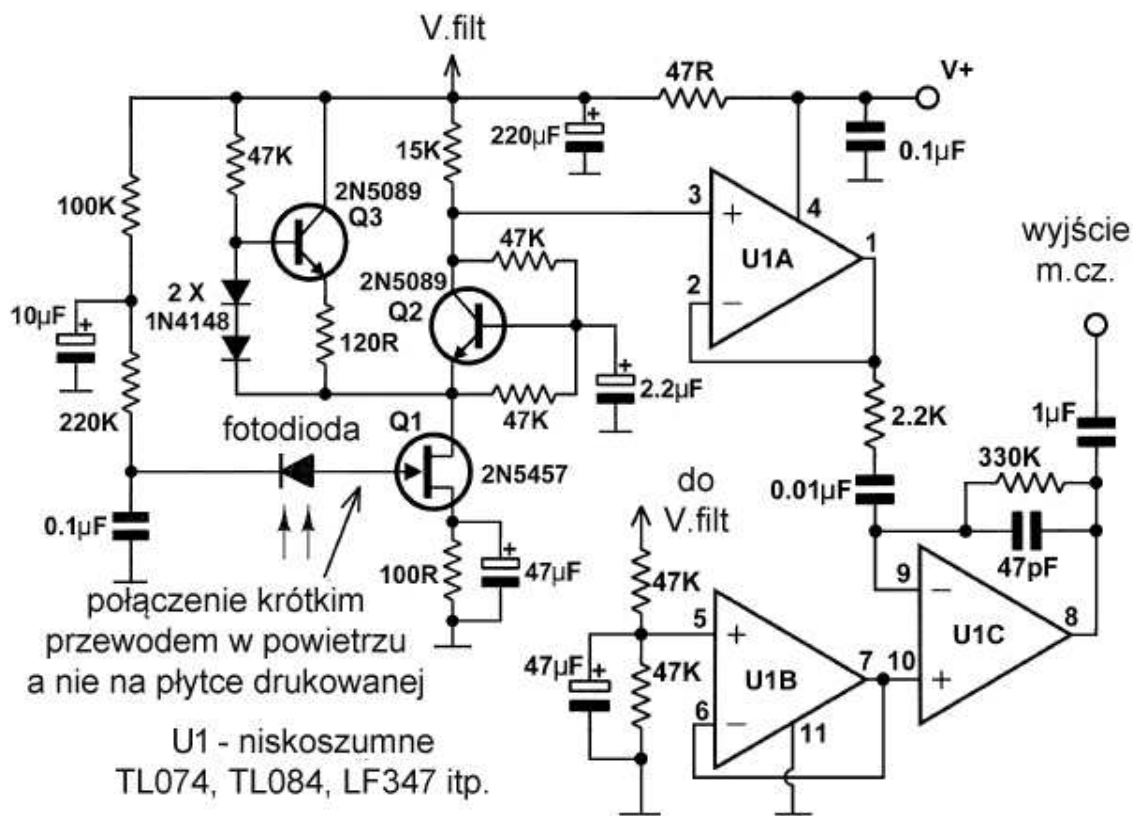 V.filt
47R
V+
220µF
+
0.1µF
15K
47K
100K
2N5089
Q3
3
+
4
U1A
1
2
−
wyjście
m.cz.
47K
2N5089
Q2
2 X
1N4148
10µF
+
120R
+
2.2µF
47K
220K
fotodioda
Q1
2N5457
2.2K
1µF
330K
0.01µF
47pF
do
V.filt
0.1µF
100R
+
47µF
połączenie krótkim
przewodem w powietrzu
a nie na płytce drukowanej
47K
9
−
U1C
8
5
+
47µF
+
47K
U1B
7
10
+
6
−
11
U1 - niskoszumne
TL074, TL084, LF347 itp.